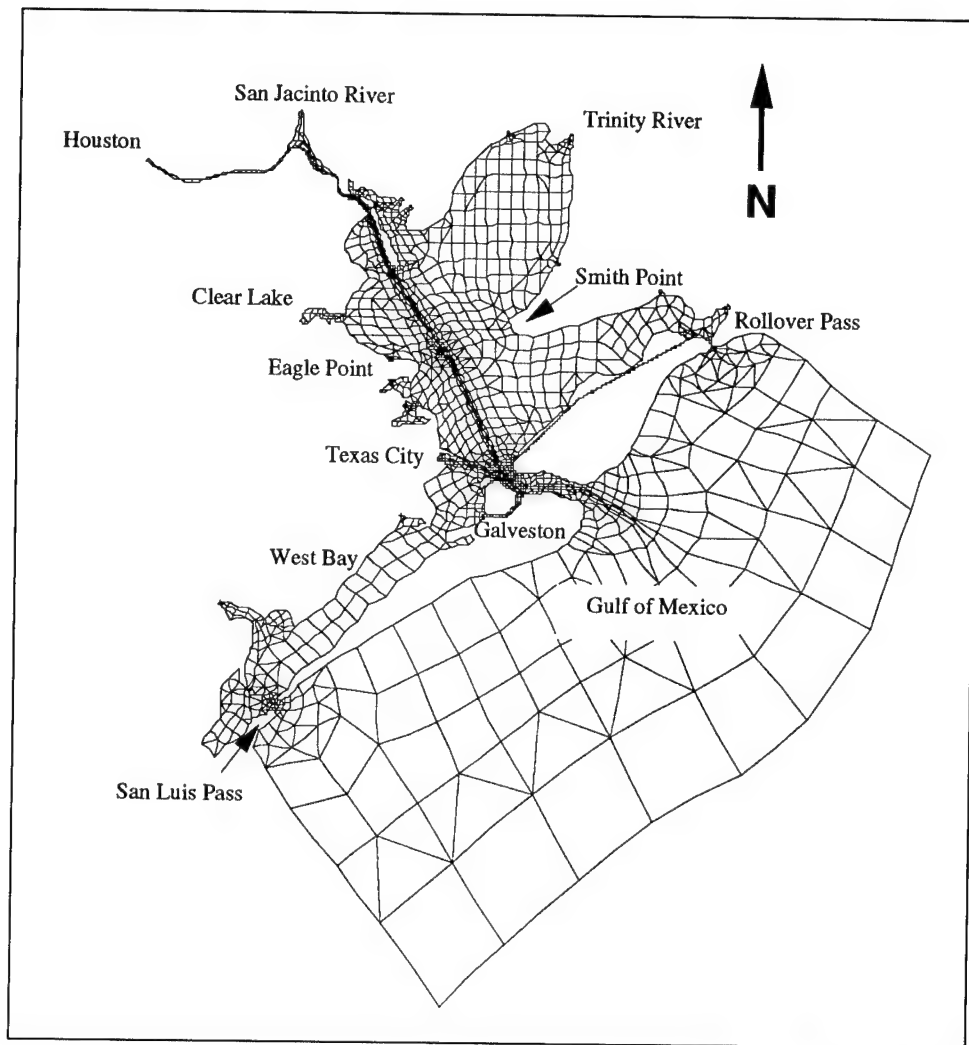 San Jacinto River
Houston
Trinity River
N
Smith Point
Clear Lake
Rollover Pass
Eagle Point
Texas City
Galveston
West Bay
Gulf of Mexico
San Luis Pass